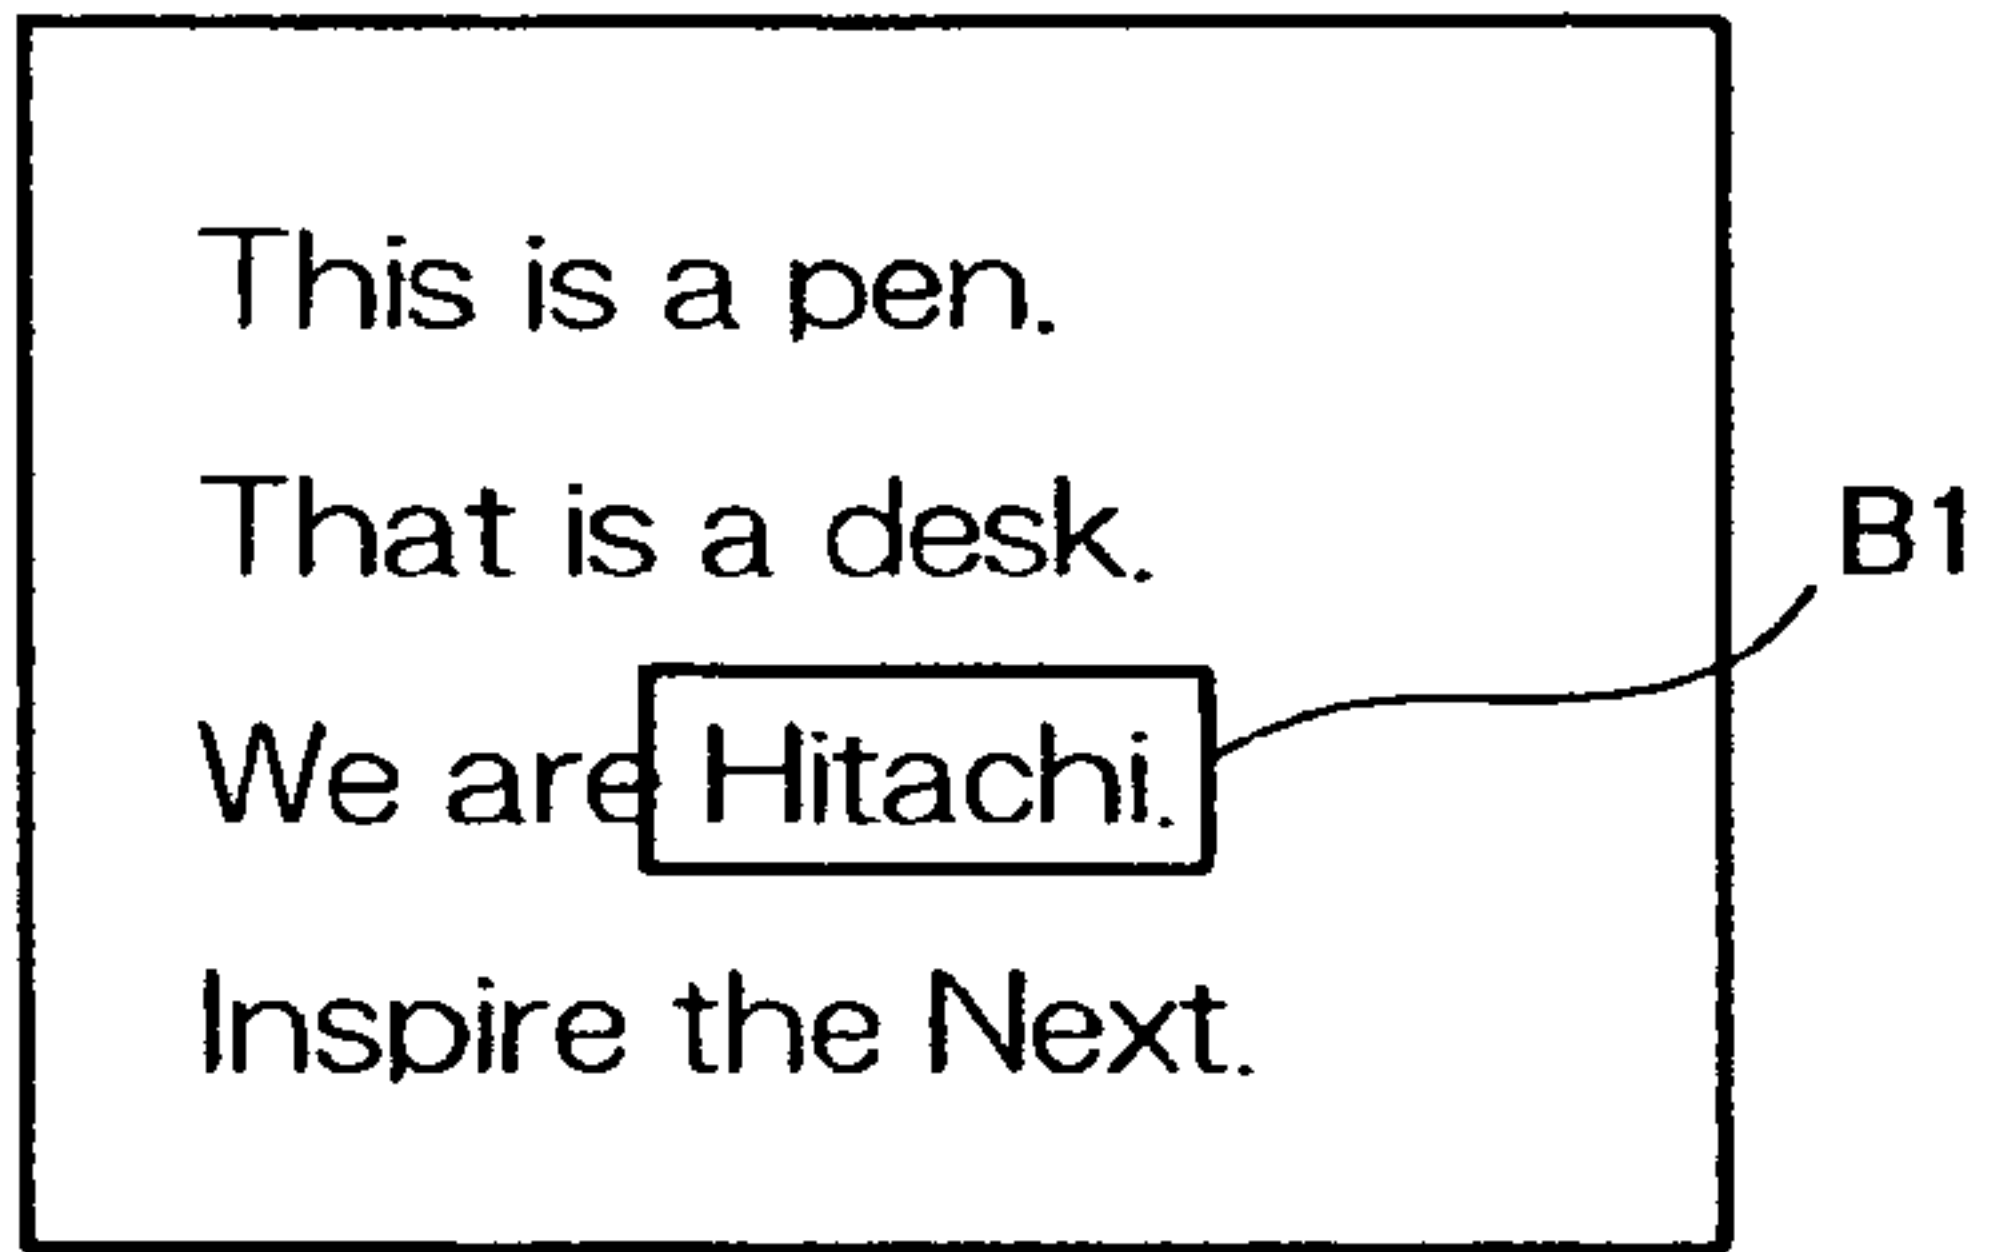 This is a pen.
That is a desk.
B1
We are Hitachi.
Inspire the Next.